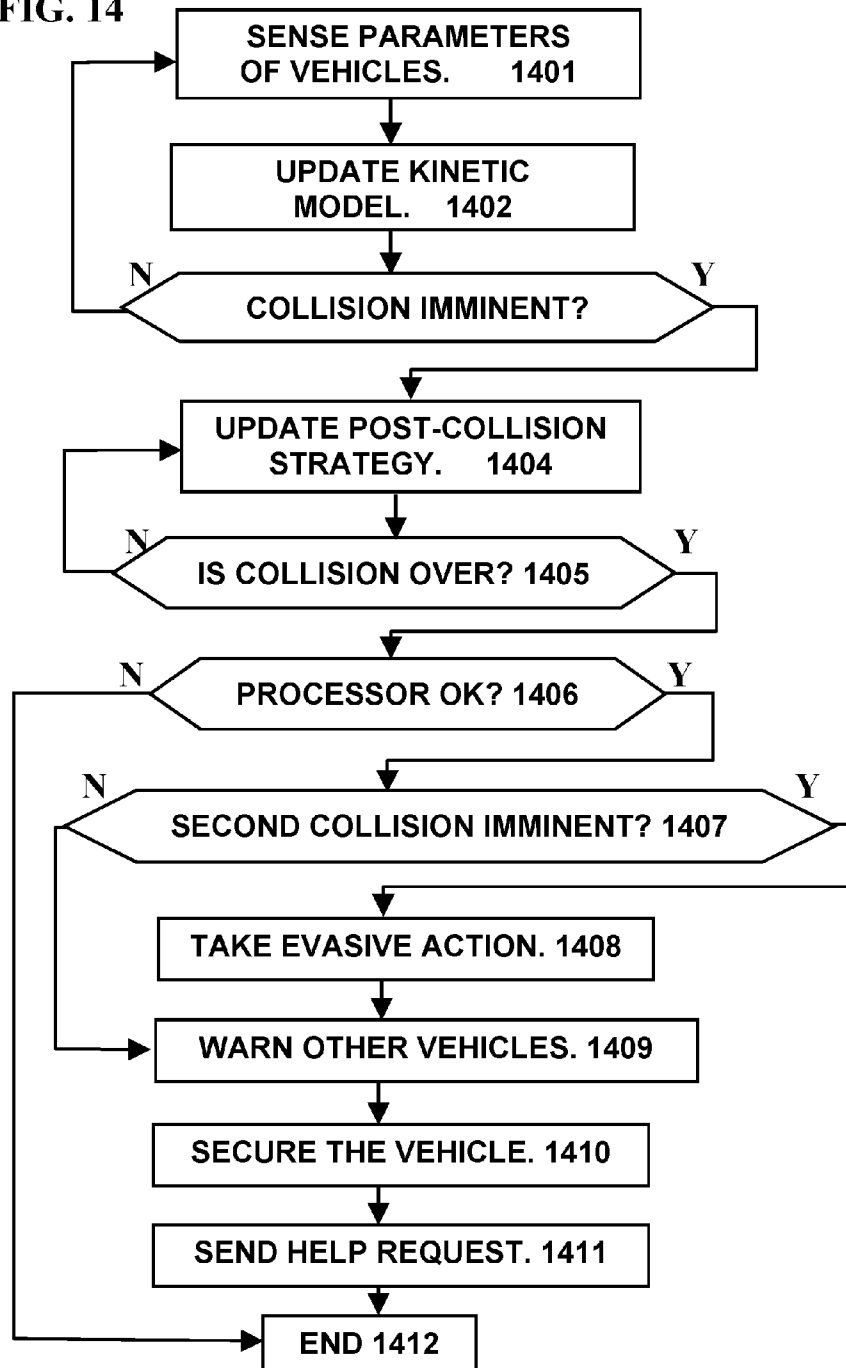 FIG. 14
SENSE PARAMETERS
OF VEHICLES. 1401
UPDATE KINETIC
MODEL. 1402
N
Y
COLLISION IMMINENT?
UPDATE POST-COLLISION
STRATEGY. 1404
N
Y
IS COLLISION OVER? 1405
N
Y
PROCESSOR OK? 1406
N
Y
SECOND COLLISION IMMINENT? 1407
TAKE EVASIVE ACTION. 1408
WARN OTHER VEHICLES. 1409
SECURE THE VEHICLE. 1410
SEND HELP REQUEST. 1411
END 1412